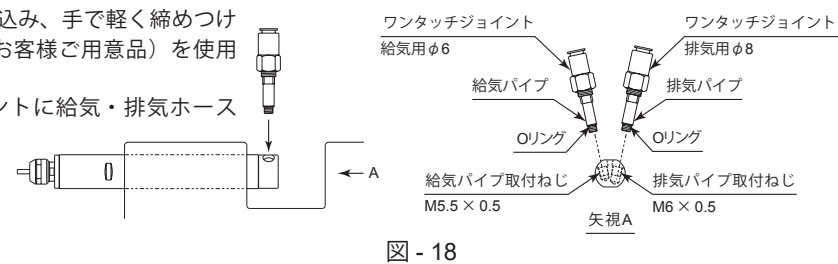 込み、手で軽く締めつけ
お客様ご用意品）を使用
ントに給気・排気ホース
A
ワンタッチジョイント
給気用φ6
ワンタッチジョイント
排気用φ8
給気パイプ
排気パイプ
Oリング
Oリング
給気パイプ取付ねじ
M5.5 × 0.5
排気パイプ取付ねじ
M6 × 0.5
矢視A
図 - 18